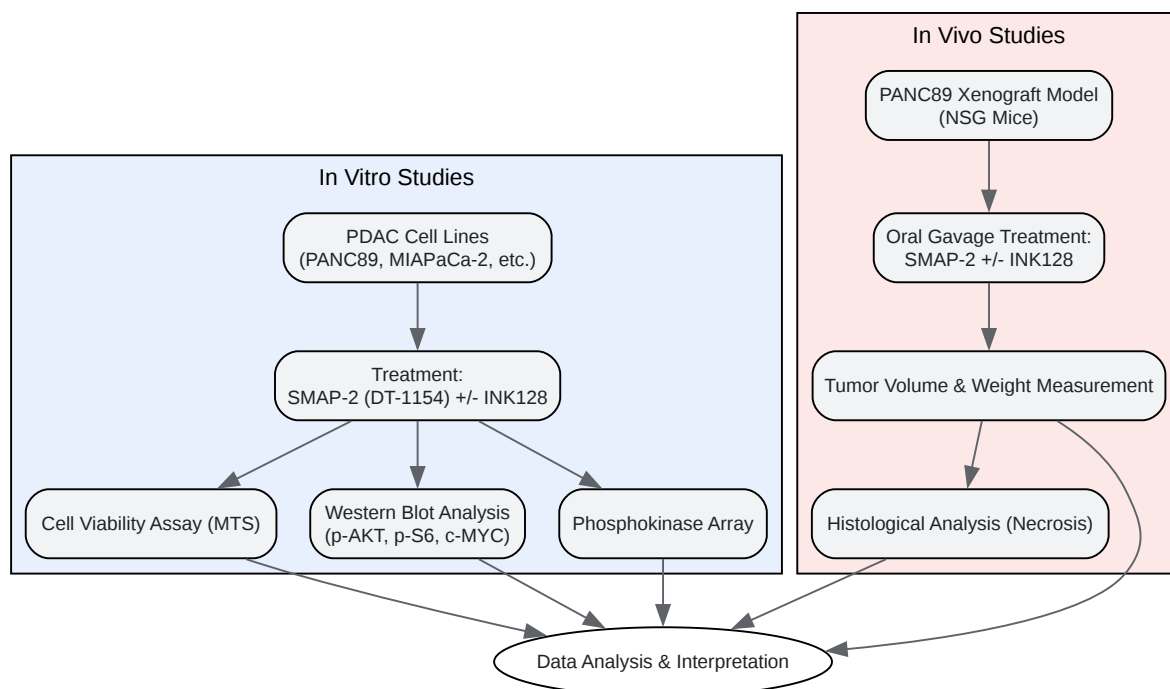 In Vivo Studies
PANC89 Xenograft Model
(NSG Mice)
Oral Gavage Treatment:
SMAP-2 +/- INK128
Tumor Volume & Weight Measurement
Histological Analysis (Necrosis)
In Vitro Studies
PDAC Cell Lines
(PANC89, MIAPaCa-2, etc.)
Treatment:
SMAP-2 (DT-1154) +/- INK128
Cell Viability Assay (MTS)
Western Blot Analysis
(p-AKT, p-S6, c-MYC)
Phosphokinase Array
Data Analysis & Interpretation